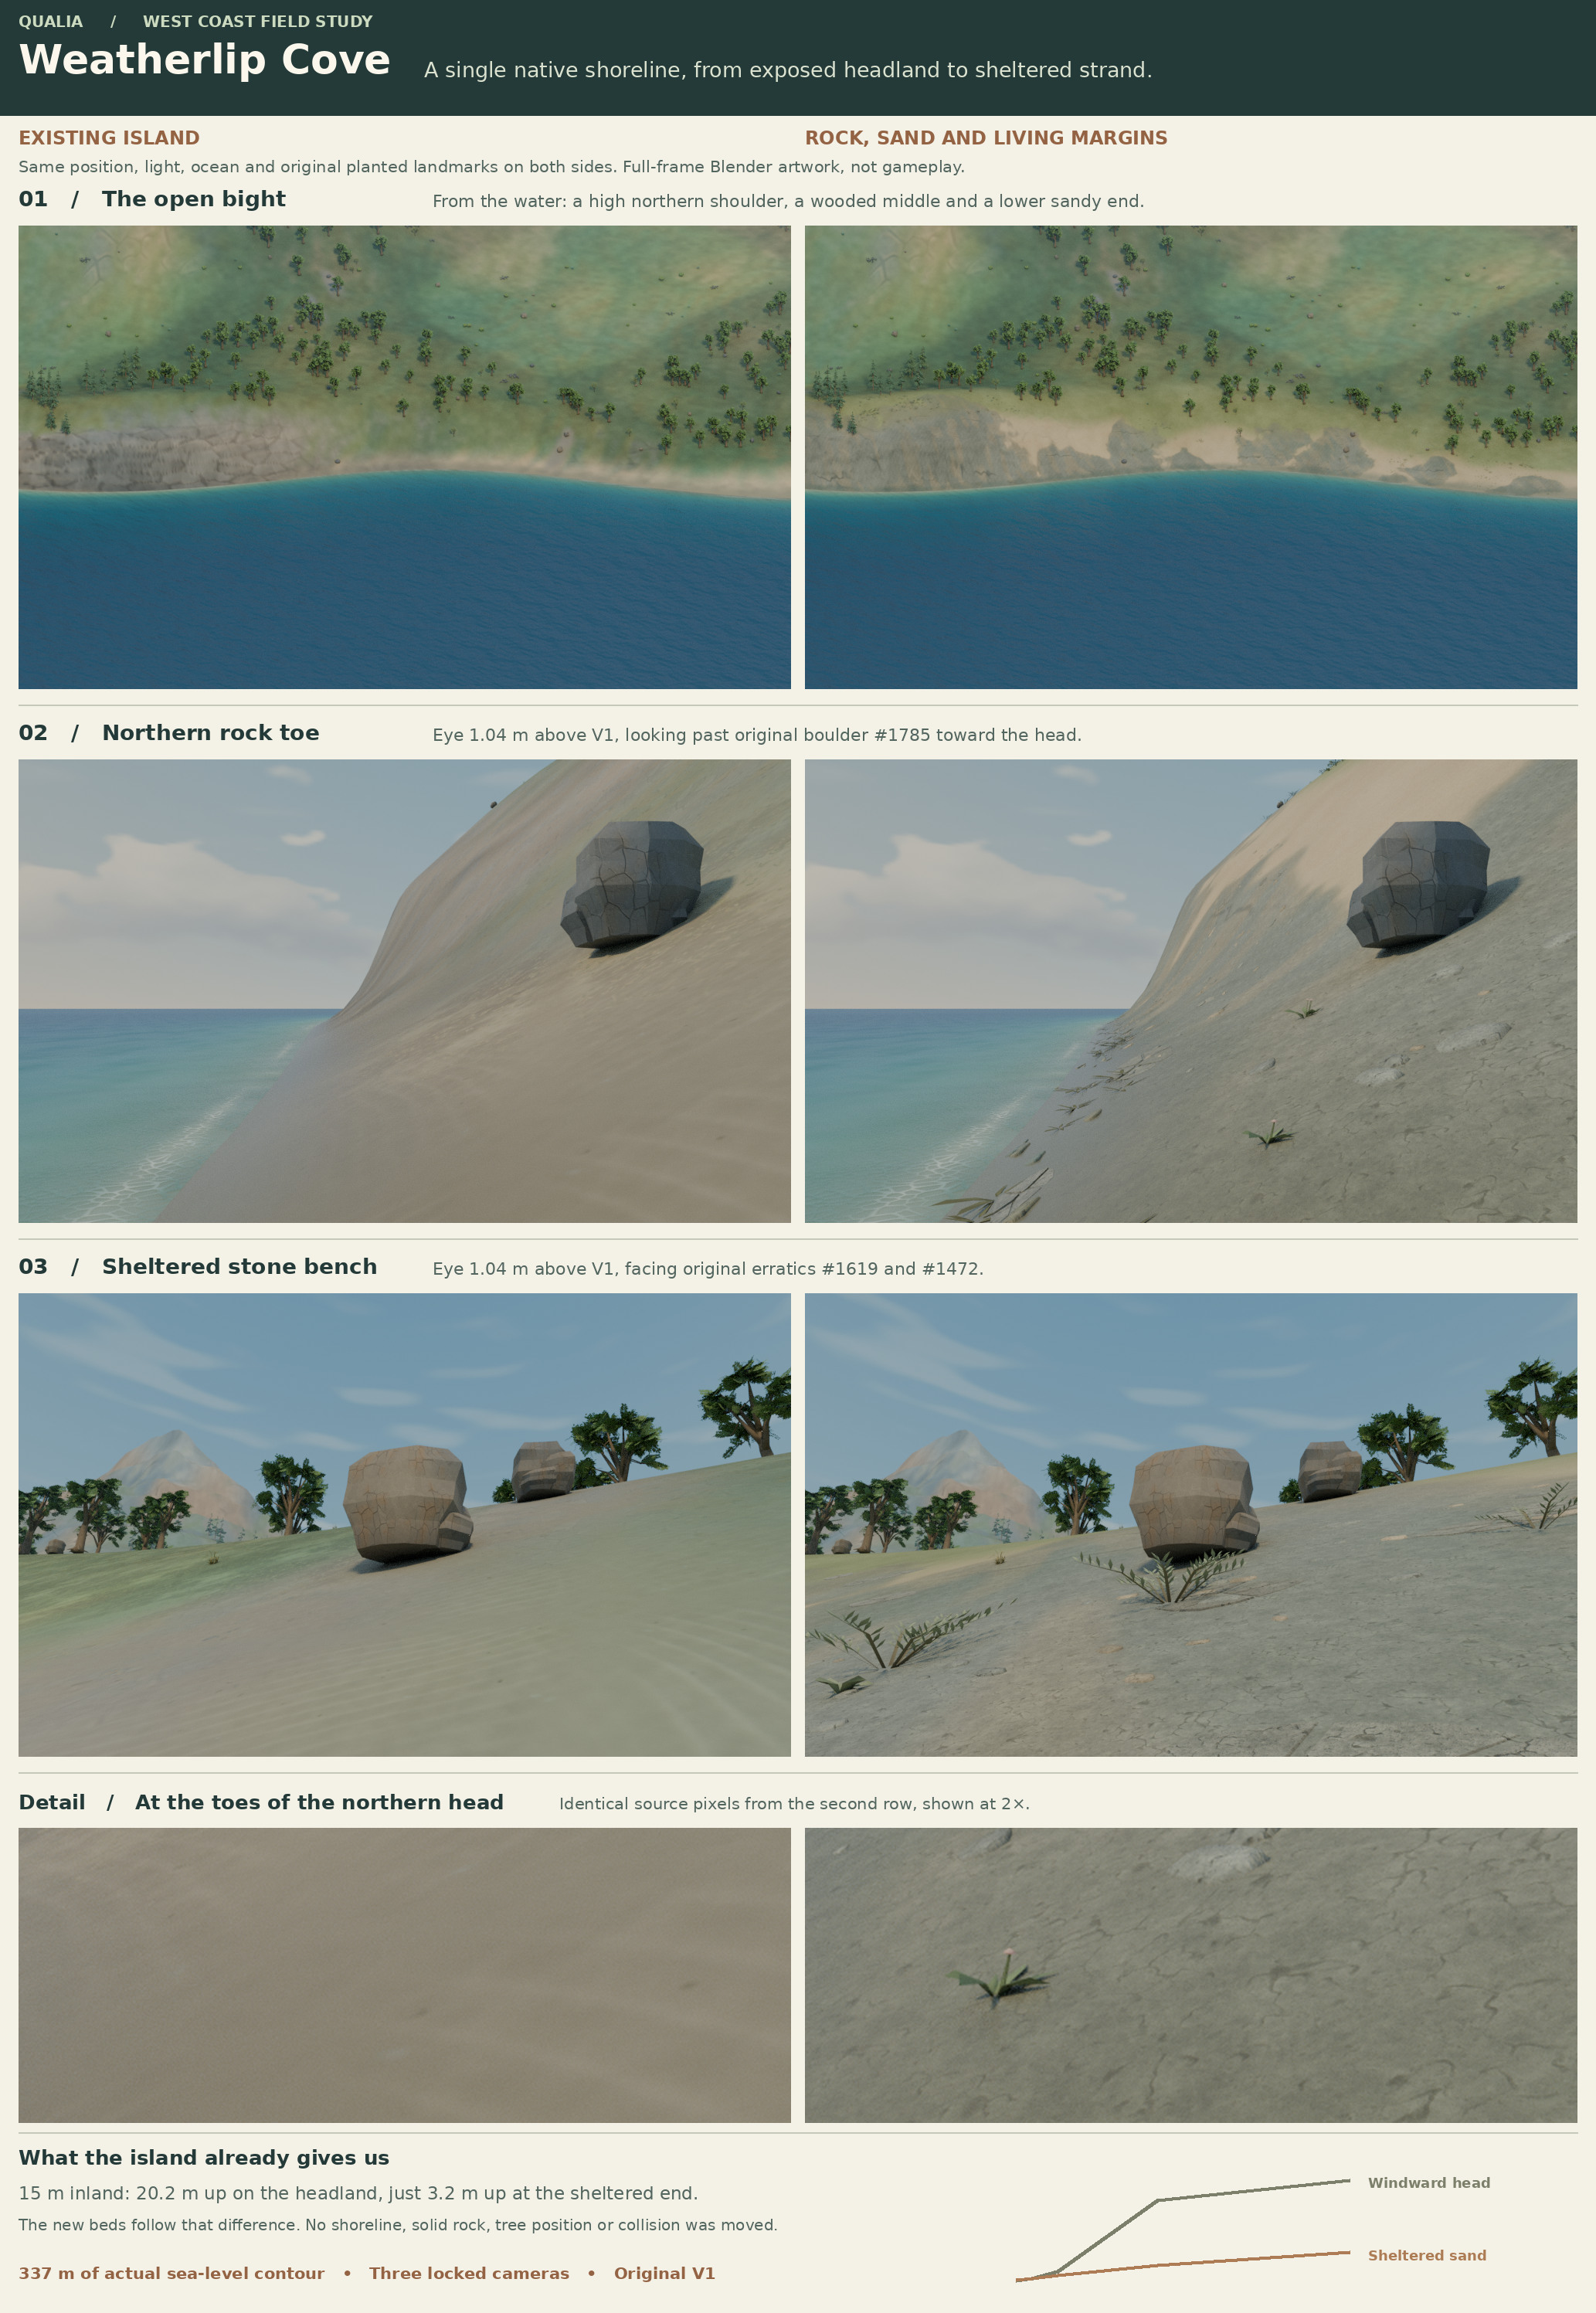 QUALIA / WEST COAST FIELD STUDY
Weatherlip Cove A single native shoreline, from exposed headland to sheltered strand.
EXISTING ISLAND ROCK, SAND AND LIVING MARGINS
Same position, light, ocean and original planted landmarks on both sides. Full-frame Blender artwork, not gameplay.
01 / The open bight From the water: a high northern shoulder, a wooded middle and a lower sandy end.
02 / Northern rock toe Eye 1.04 m above V1, looking past original boulder #1785 toward the head.
03 / Sheltered stone bench Eye 1.04 m above V1, facing original erratics #1619 and #1472.
Detail / At the toes of the northern head Identical source pixels from the second row, shown at 2×.
What the island already gives us
15 m inland: 20.2 m up on the headland, just 3.2 m up at the sheltered end.
The new beds follow that difference. No shoreline, solid rock, tree position or collision was moved.
337 m of actual sea-level contour • Three locked cameras • Original V1
Windward head
Sheltered sand